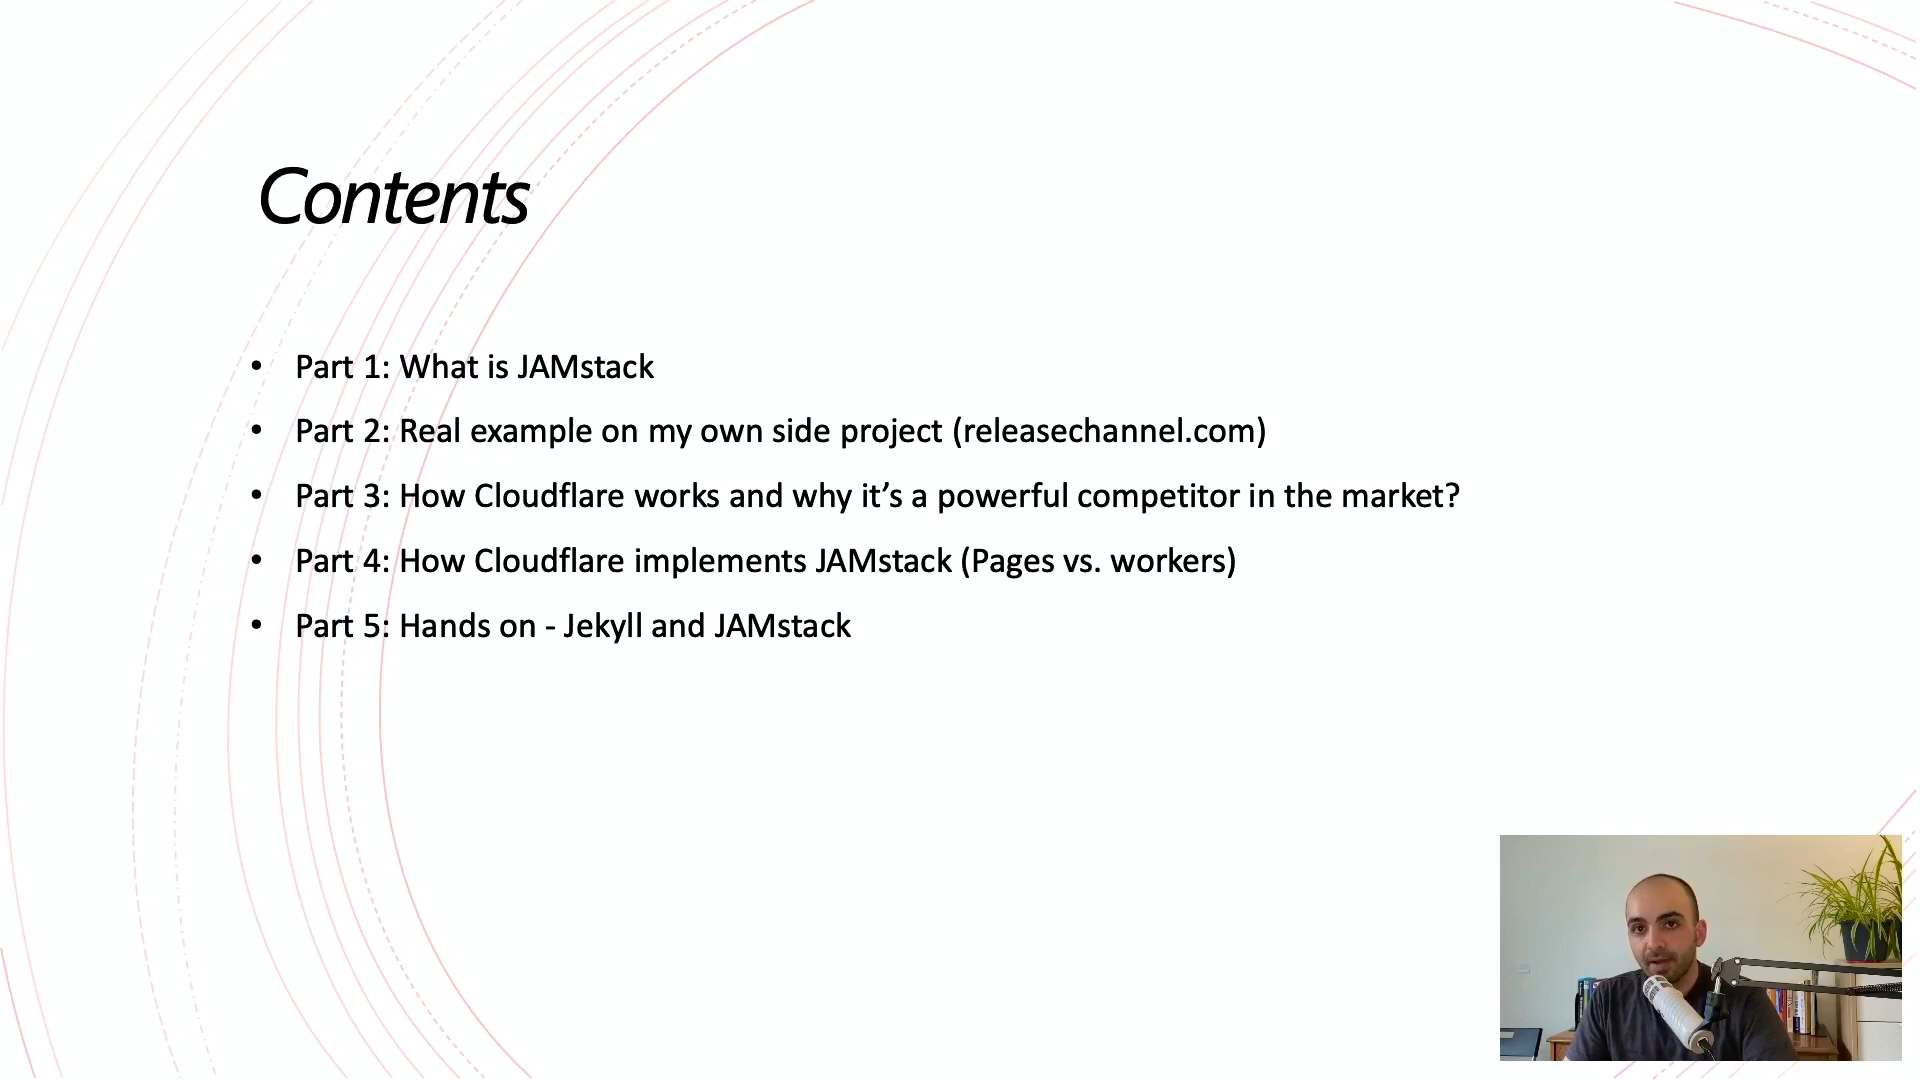 Contents
• Part 1: What is JAMstack
• Part 2: Real example on my own side project (releasechannel.com)
• Part 3: How Cloudflare works and why it’s a powerful competitor in the market?
• Part 4: How Cloudflare implements JAMstack (Pages vs. workers)
• Part 5: Hands on - Jekyll and JAMstack